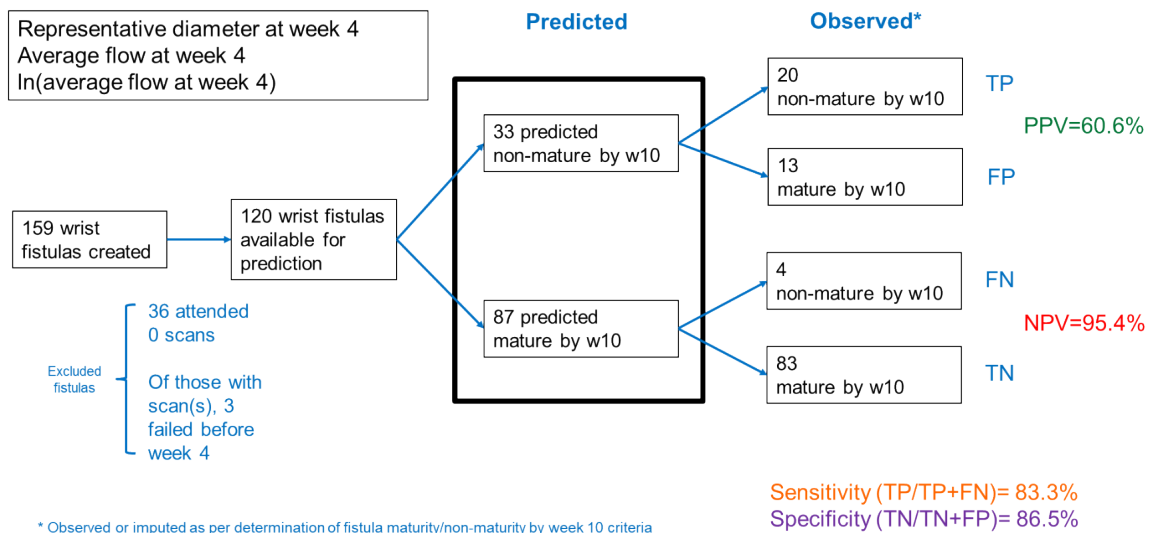 Representative diameter at week 4
Average flow at week 4
ln(average flow at week 4)
Predicted
Observed*
159 wrist
fistulas created
120 wrist fistulas
available for
prediction
33 predicted
non-mature by w10
87 predicted
mature by w10
20
non-mature by w10
TP
PPV=60.6%
13
mature by w10
FP
4
non-mature by w10
FN
NPV=95.4%
83
mature by w10
TN
Excluded
fistulas
36 attended
0 scans
Of those with
scan(s), 3
failed before
week 4
Sensitivity (TP/TP+FN)= 83.3%
Specificity (TN/TN+FP)= 86.5%
* Observed or imputed as per determination of fistula maturity/non-maturity by week 10 criteria